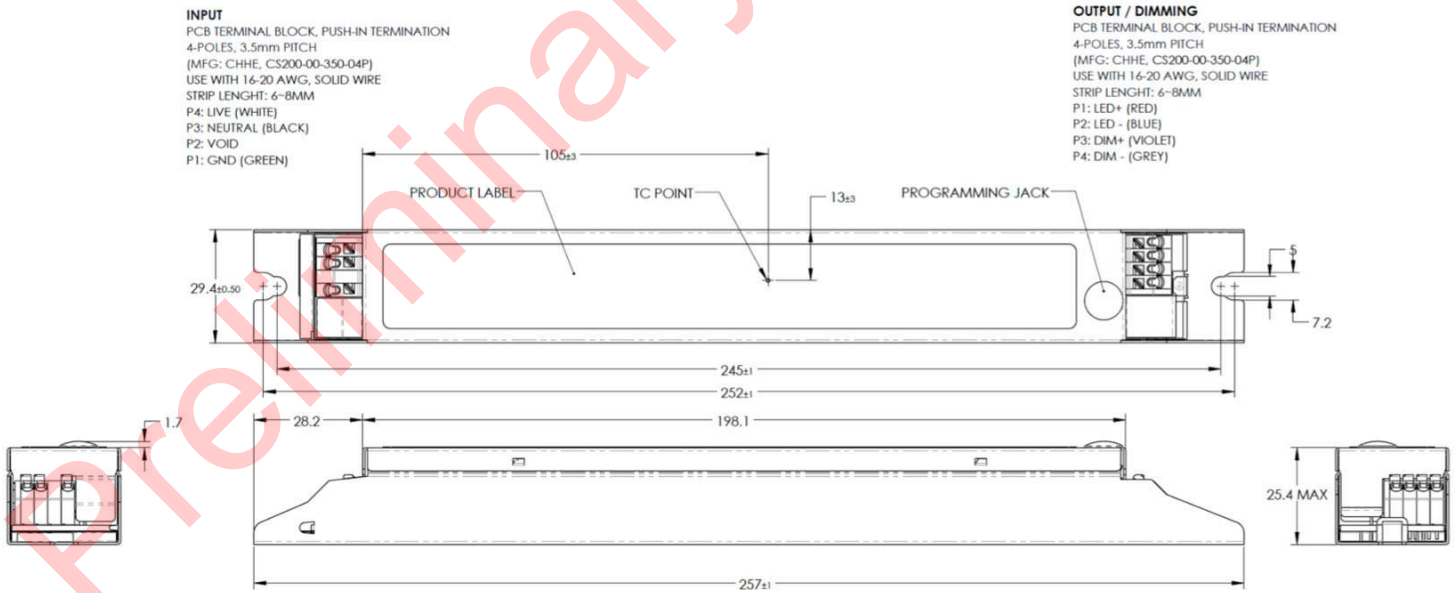 INPUT
PCB TERMINAL BLOCK, PUSH-IN TERMINATION
4-POLES, 3.5mm PITCH
(MFG: CHHE, CS200-00-350-04P)
USE WITH 16-20 AWG, SOLID WIRE
STRIP LENGHT: 6~8MM
P4: LIVE (WHITE)
P3: NEUTRAL (BLACK)
P2: VOID
P1: GND (GREEN)
OUTPUT / DIMMING
PCB TERMINAL BLOCK, PUSH-IN TERMINATION
4-POLES, 3.5mm PITCH
(MFG: CHHE, CS200-00-350-04P)
USE WITH 16-20 AWG, SOLID WIRE
STRIP LENGHT: 6~8MM
P1: LED+ (RED)
P2: LED - (BLUE)
P3: DIM+ (VIOLET)
P4: DIM - (GREY)
105±3
PRODUCT LABEL
TC POINT
13±3
PROGRAMMING JACK
29.4±0.50
5
7.2
245±1
252±1
1.7
28.2
198.1
25.4 MAX
257±1
Preliminary